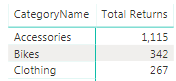 CategoryName Total Returns
Accessories 1,115
Bikes 342
Clothing 267